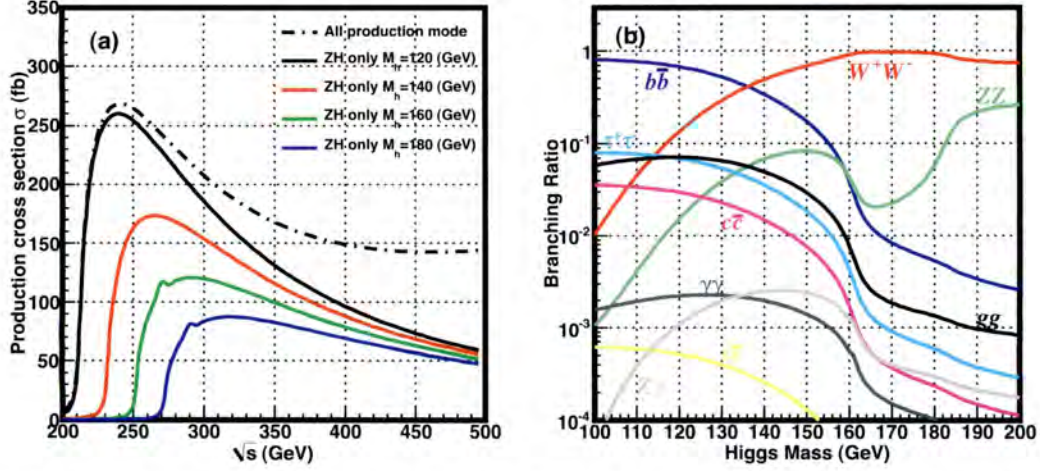 (a)
All production mode
ZH only M_h=120 (GeV)
ZH only M_h=140 (GeV)
ZH only M_h=160 (GeV)
ZH only M_h=180 (GeV)
Production cross section σ (fb)
350
300
250
200
150
100
50
0
200 250 300 350 400 450 500
√s (GeV)
(b)
bb̅
W⁺W⁻
ZZ
τ⁺τ⁻
cc̅
γγ
gg
Branching Ratio
1
10⁻¹
10⁻²
10⁻³
10⁻⁴
100 110 120 130 140 150 160 170 180 190 200
Higgs Mass (GeV)